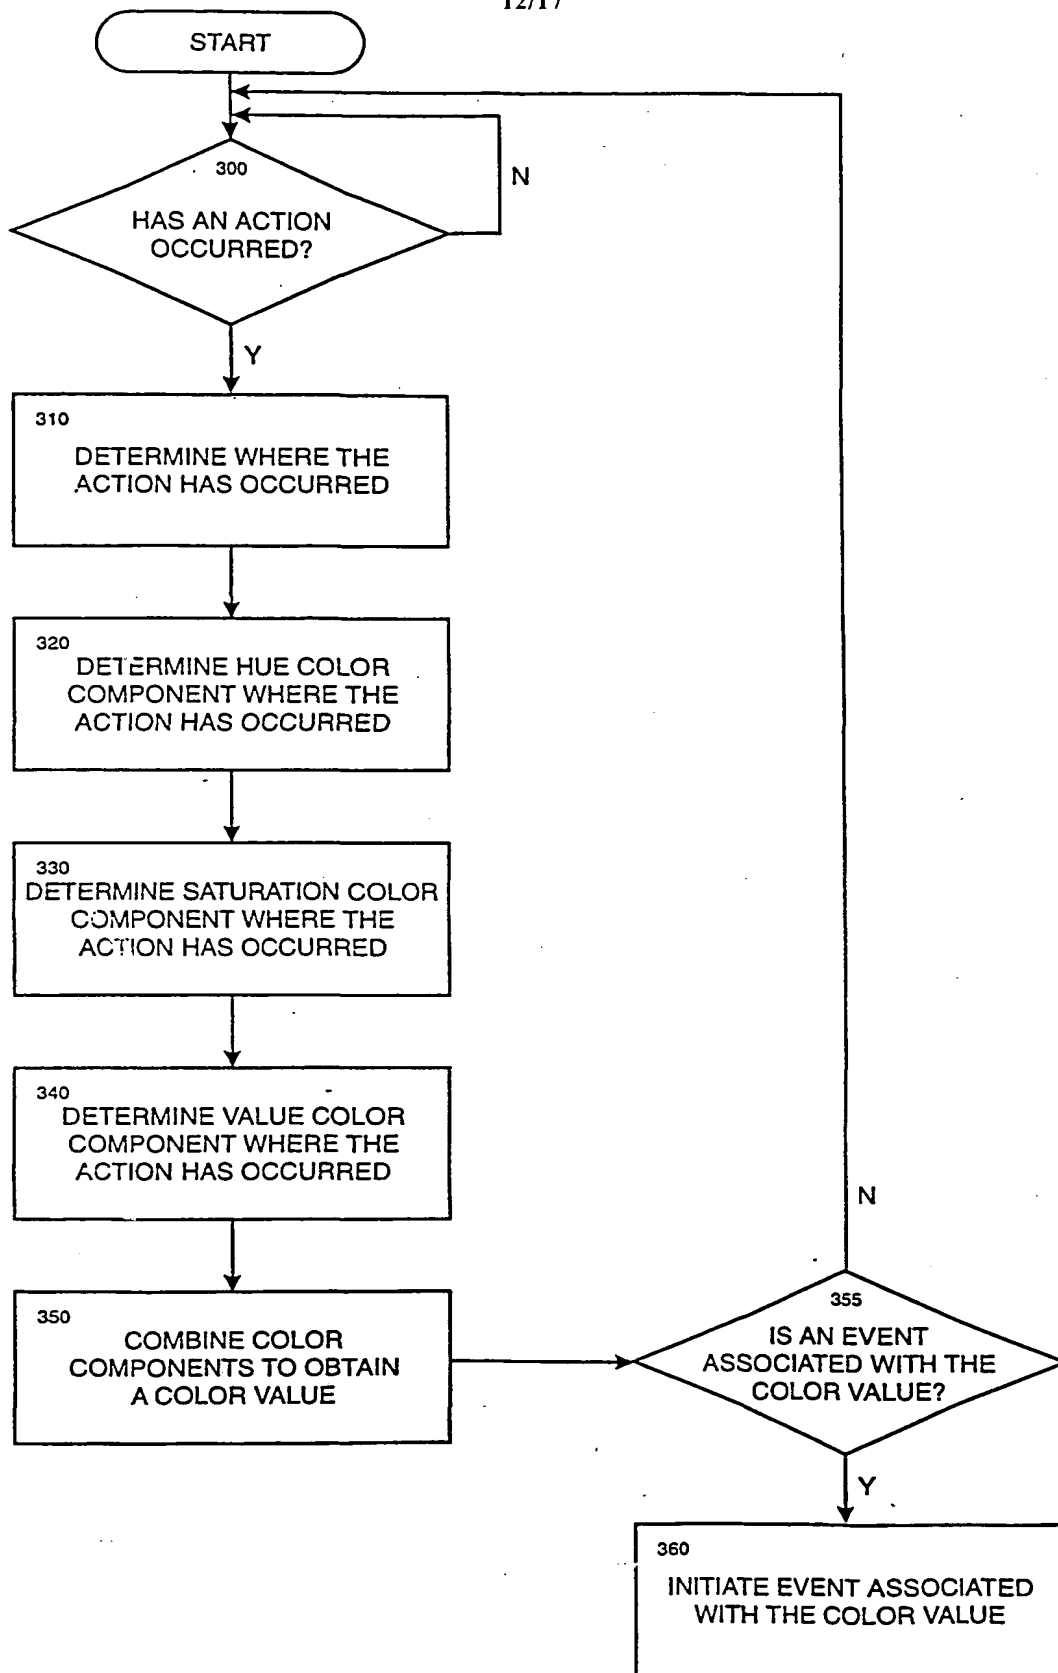 12/17
START
300
HAS AN ACTION
OCCURRED?
N
Y
310
DETERMINE WHERE THE
ACTION HAS OCCURRED
320
DETERMINE HUE COLOR
COMPONENT WHERE THE
ACTION HAS OCCURRED
330
DETERMINE SATURATION COLOR
COMPONENT WHERE THE
ACTION HAS OCCURRED
340
DETERMINE VALUE COLOR
COMPONENT WHERE THE
ACTION HAS OCCURRED
350
COMBINE COLOR
COMPONENTS TO OBTAIN
A COLOR VALUE
N
355
IS AN EVENT
ASSOCIATED WITH THE
COLOR VALUE?
Y
360
INITIATE EVENT ASSOCIATED
WITH THE COLOR VALUE